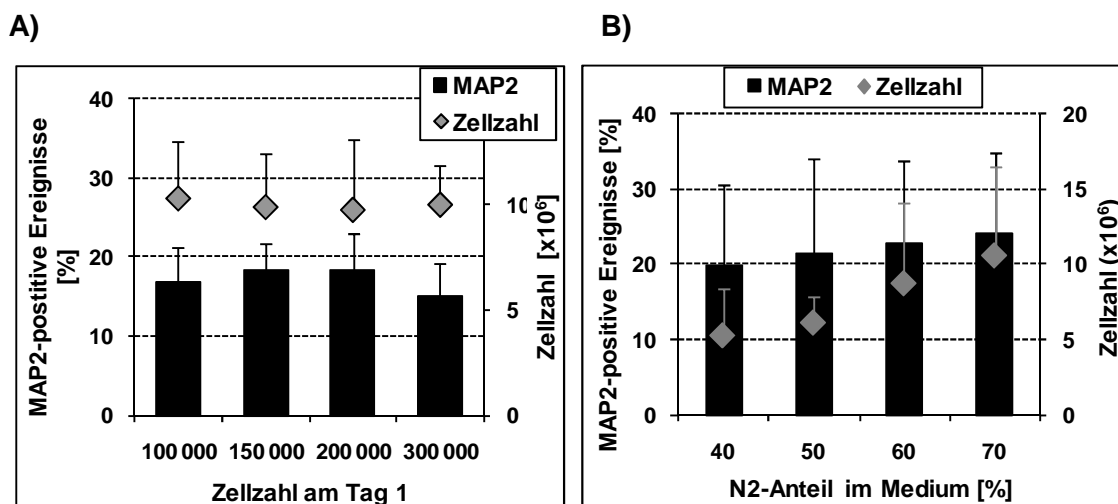 A)
MAP2-postitive Ereignisse
[%]
40
30
20
10
0
MAP2
Zellzahl
10
5
0
Zellzahl [x10⁶)
100 000 150 000 200 000 300 000
Zellzahl am Tag 1
B)
MAP2-positive Ereignisse [%]
40
30
20
10
0
MAP2 Zellzahl
20
15
10
5
0
Zellzahl (x10⁶)
40 50 60 70
N2-Anteil im Medium [%]